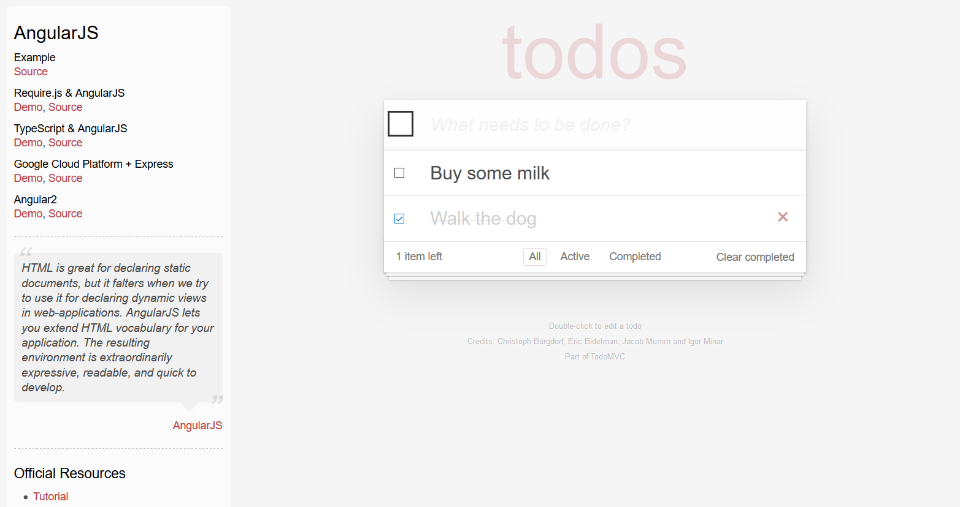 AngularJS
Example
Source
Require.js & AngularJS
Demo, Source
TypeScript & AngularJS
Demo, Source
Google Cloud Platform + Express
Demo, Source
Angular2
Demo, Source
“
HTML is great for declaring static
documents, but it falters when we try
to use it for declaring dynamic views
in web-applications. AngularJS lets
you extend HTML vocabulary for your
application. The resulting
environment is extraordinarily
expressive, readable, and quick to
develop.
”
AngularJS
Official Resources
• Tutorial
todos
What needs to be done?
Buy some milk
Walk the dog ×
1 item left All Active Completed Clear completed
Double-click to edit a todo
Credits: Christoph Burgdorf, Eric Bidelman, Jacob Mumm and Igor Minar
Part of TodoMVC